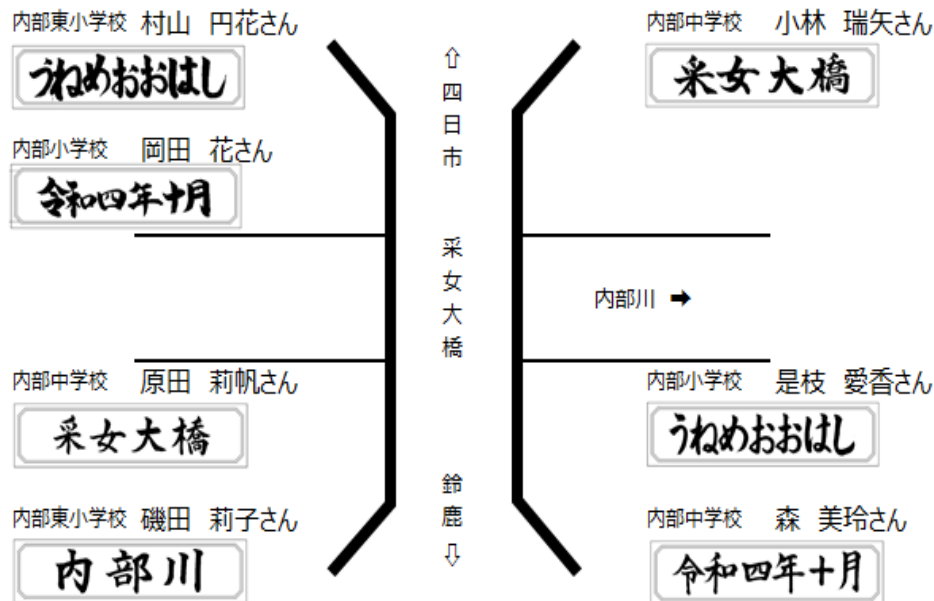 内部東小学校 村山 円花さん
うねめおおはし
内部小学校 岡田 花さん
令和四年十月
内部中学校 原田 莉帆さん
采女大橋
内部東小学校 磯田 莉子さん
内部川
⇧四日市
采女大橋
鈴鹿⇩
内部中学校 小林 瑞矢さん
采女大橋
内部川 ➡
内部小学校 是枝 愛香さん
うねめおおはし
内部中学校 森 美玲さん
令和四年十月